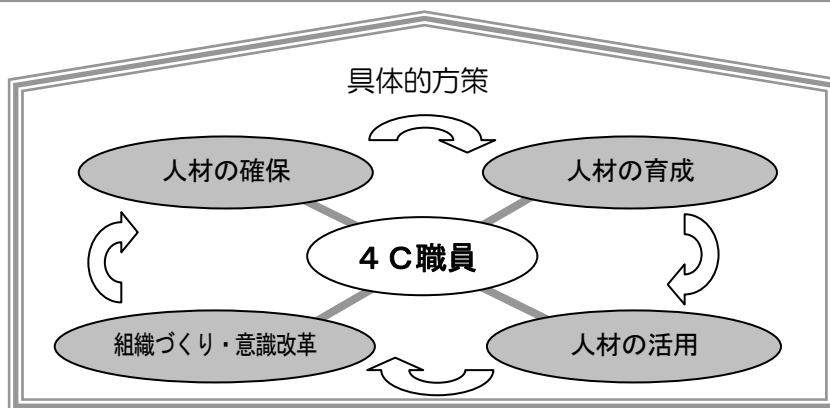 具体的方策
人材の確保
人材の育成
４Ｃ職員
組織づくり・意識改革
人材の活用